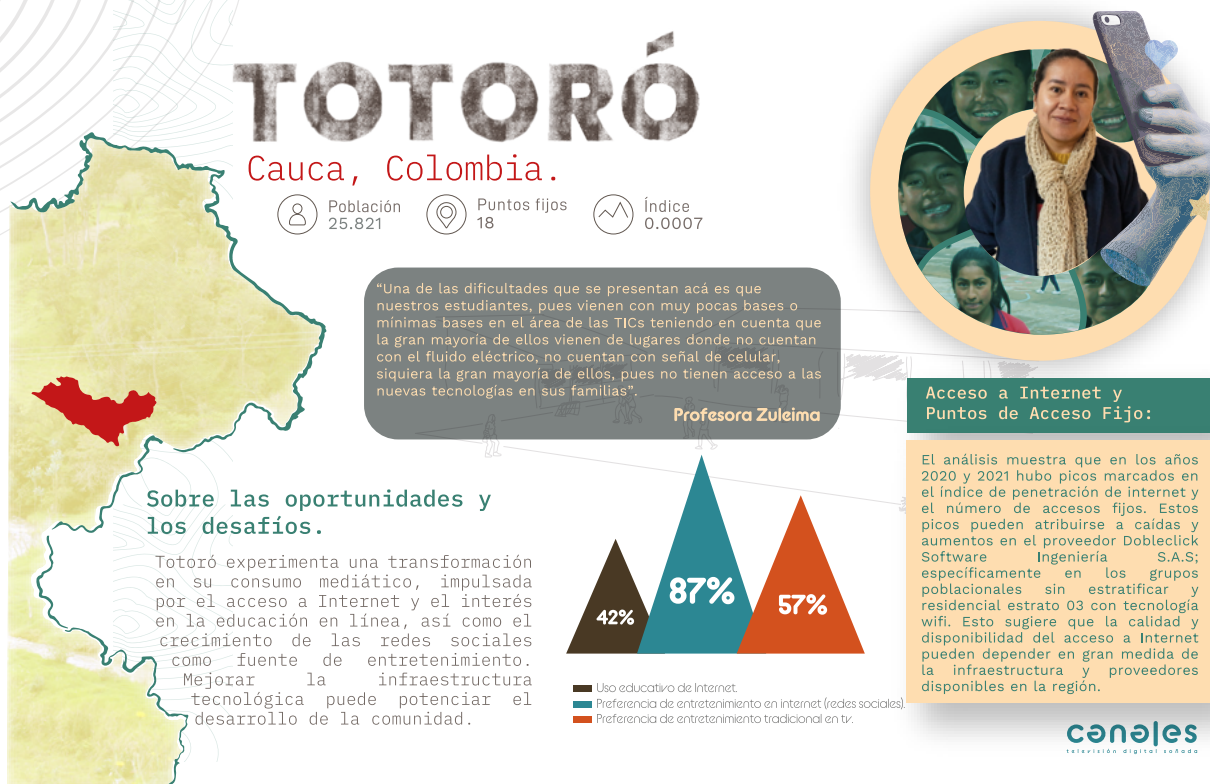 TOTORÓ
Cauca, Colombia.
Población
25.821
Puntos fijos
18
Índice
0.0007
“Una de las dificultades que se presentan acá es que
nuestros estudiantes, pues vienen con muy pocas bases o
mínimas bases en el área de las TICs teniendo en cuenta que
la gran mayoría de ellos vienen de lugares donde no cuentan
con el fluido eléctrico, no cuentan con señal de celular,
siquiera la gran mayoría de ellos, pues no tienen acceso a las
nuevas tecnologías en sus familias”.
Profesora Zuleima
Acceso a Internet y
Puntos de Acceso Fijo:
El análisis muestra que en los años
2020 y 2021 hubo picos marcados en
el índice de penetración de internet y
el número de accesos fijos. Estos
picos pueden atribuirse a caídas y
aumentos en el proveedor Dobleclick
Software Ingeniería S.A.S;
específicamente en los grupos
poblacionales sin estratificar y
residencial estrato 03 con tecnología
wifi. Esto sugiere que la calidad y
disponibilidad del acceso a Internet
pueden depender en gran medida de
la infraestructura y proveedores
disponibles en la región.
Sobre las oportunidades y
los desafíos.
Totoró experimenta una transformación
en su consumo mediático, impulsada
por el acceso a Internet y el interés
en la educación en línea, así como el
crecimiento de las redes sociales
como fuente de entretenimiento.
Mejorar la infraestructura
tecnológica puede potenciar el
desarrollo de la comunidad.
42%
87%
57%
Uso educativo de Internet.
Preferencia de entretenimiento en internet (redes sociales).
Preferencia de entretenimiento tradicional en tv.
canales
televisión digital soñada